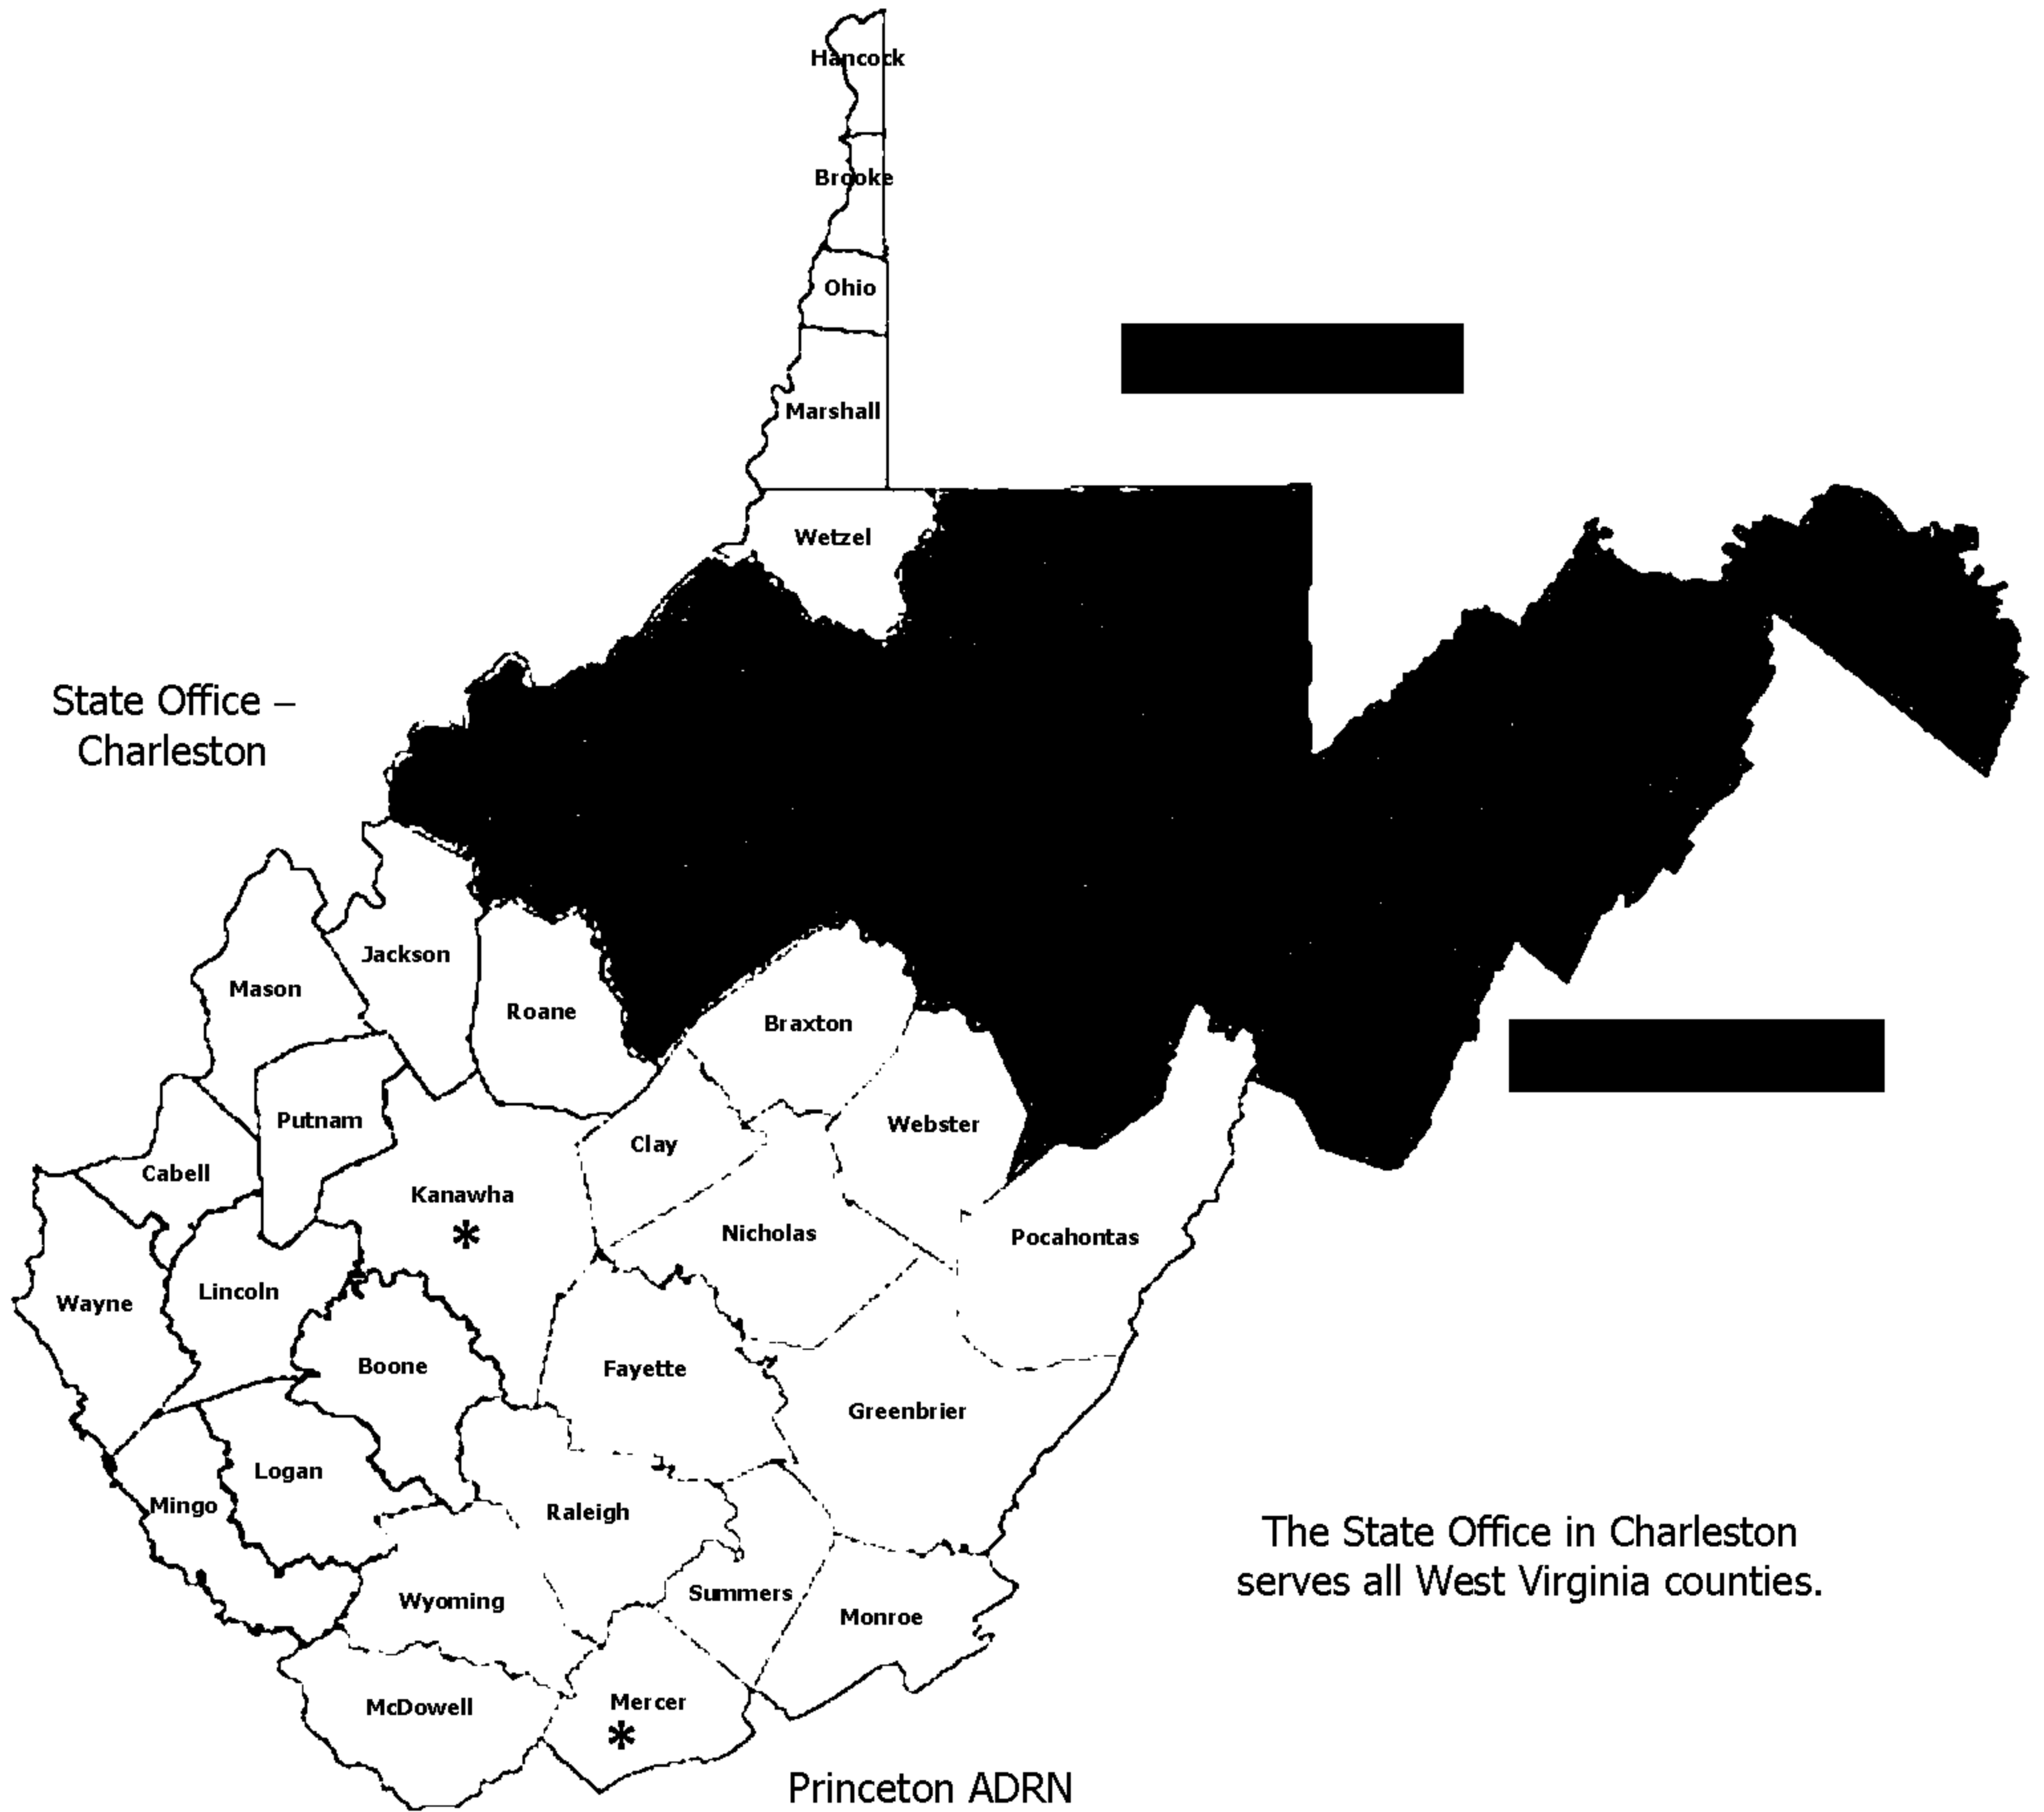 Hancock
Brooke
Ohio
Marshall
Wetzel
State Office –
Charleston
Jackson
Mason
Roane
Braxton
Putnam
Clay
Webster
Cabell
Kanawha
*
Nicholas
Pocahontas
Wayne
Lincoln
Boone
Fayette
Greenbrier
Logan
Mingo
Raleigh
The State Office in Charleston
serves all West Virginia counties.
Wyoming
Summers
Monroe
McDowell
Mercer
*
Princeton ADRN